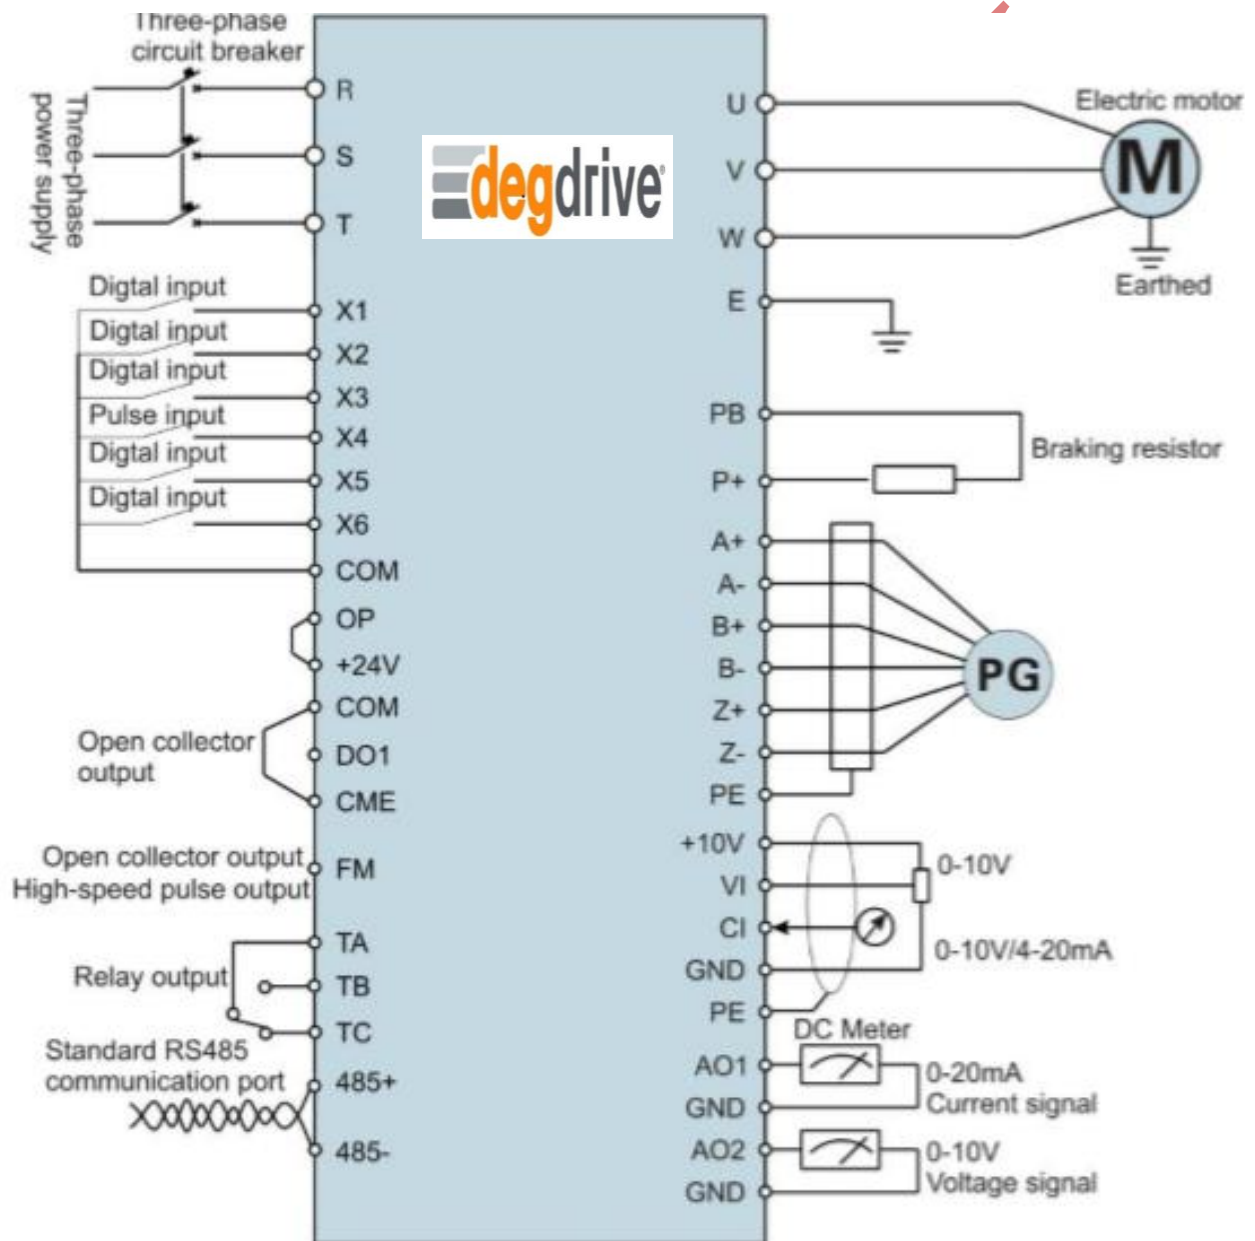 Three-phase
circuit breaker
Three-phase
power supply
R
S
T
Digtal input
X1
Digtal input
X2
Digtal input
X3
Pulse input
X4
Digtal input
X5
Digtal input
X6
COM
OP
+24V
COM
Open collector
output
DO1
CME
Open collector output
High-speed pulse output
FM
TA
Relay output
TB
TC
Standard RS485
communication port
485+
485-
degdrive®
U
Electric motor
V
M
W
Earthed
E
PB
Braking resistor
P+
A+
A-
B+
B-
PG
Z+
Z-
PE
+10V
0-10V
VI
CI
0-10V/4-20mA
GND
PE
DC Meter
AO1
0-20mA
Current signal
GND
AO2
0-10V
Voltage signal
GND